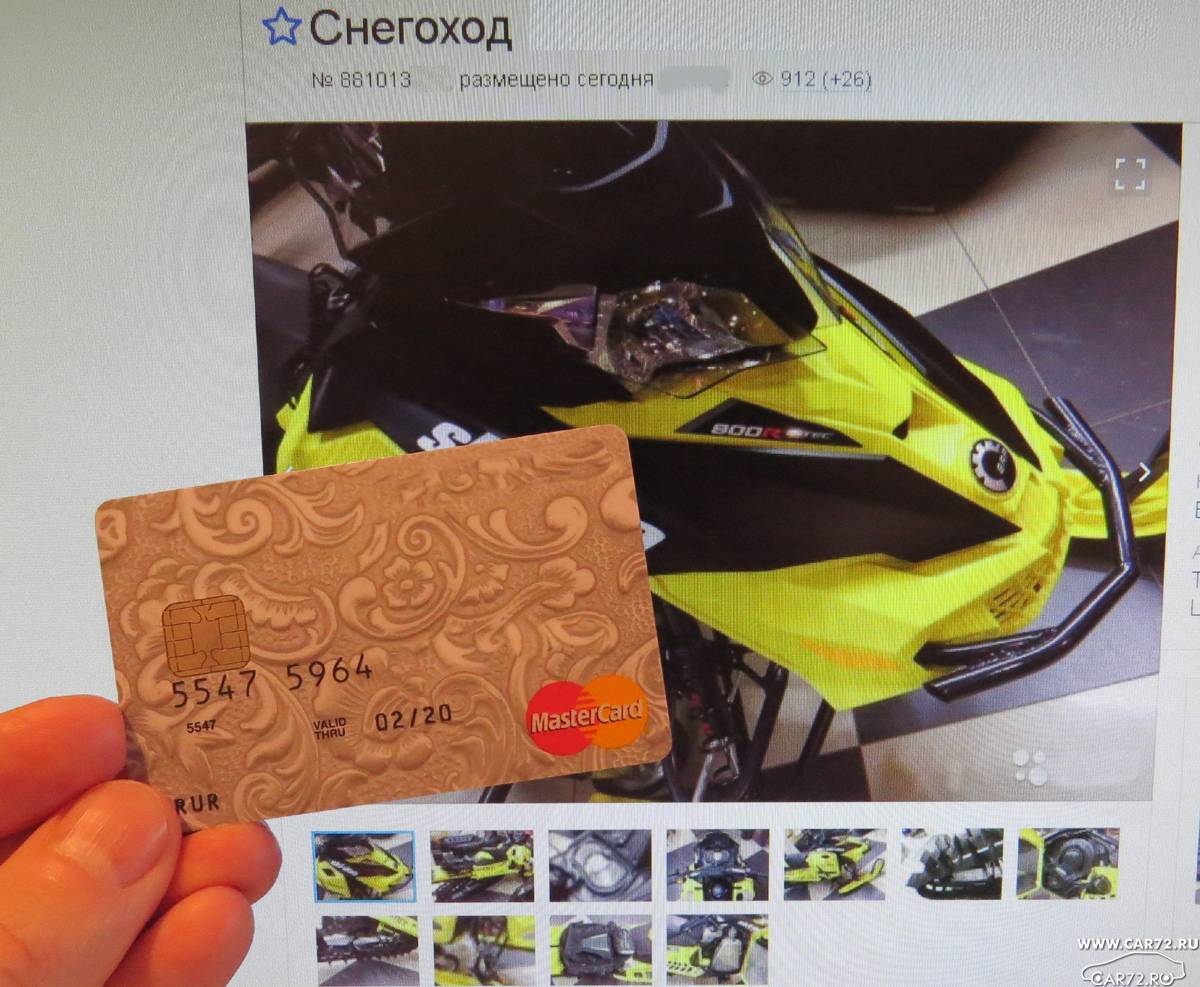 Снегоход
№ 881013 размещено сегодня 912 (+26)
800R E-TEC
5547 5964
5547 VALID THRU 02/20
MasterCard
RUR
WWW.CAR72.RU
CAR72.RU